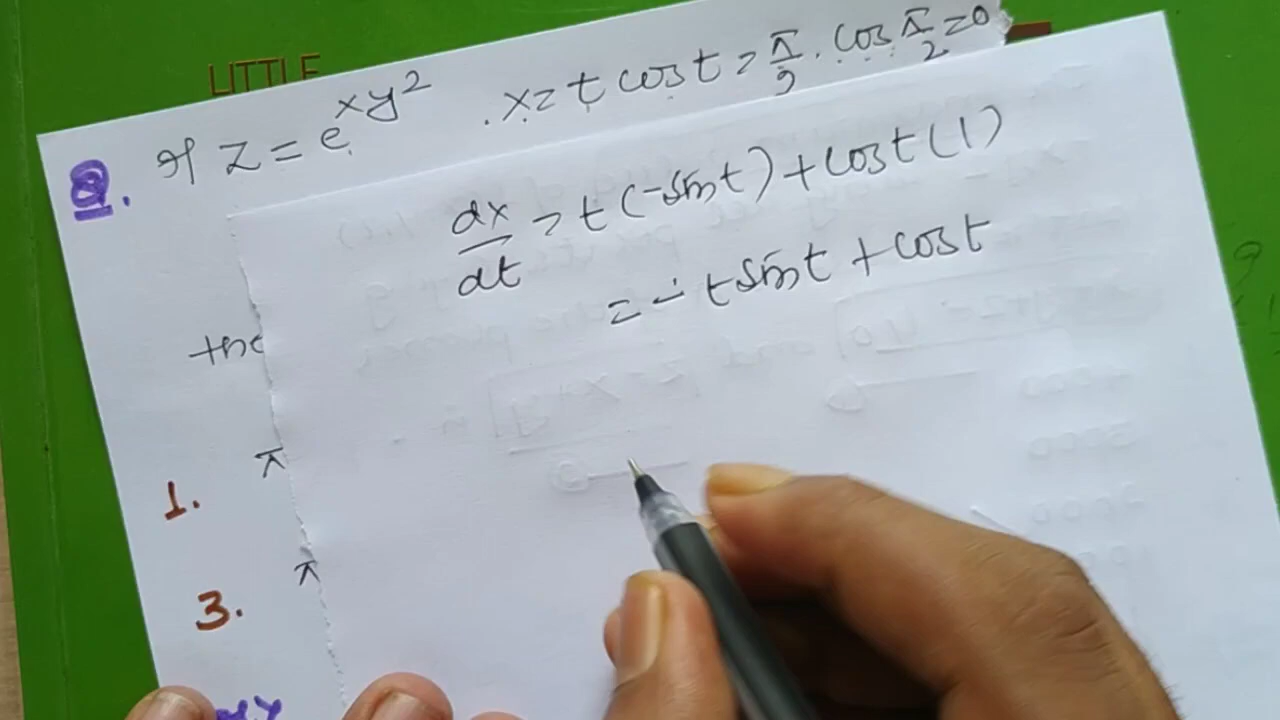 LITTLE
Q. If z = e^{xy^2} . x = t cos t = π/2 . cos π/2 = 0
dx/dt = t(-sin t) + cos t (1)
= - t sin t + cos t
the
1. π
3. π